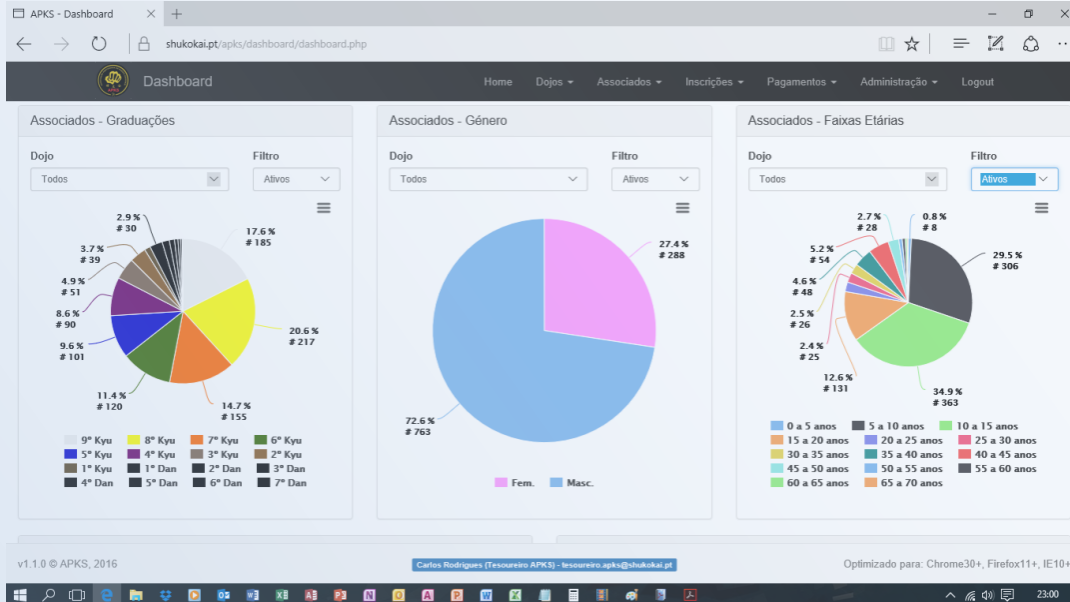 APKS - Dashboard
shukokai.pt/apks/dashboard/dashboard.php
APKS
Dashboard
Home Dojos Associados Inscrições Pagamentos Administração Logout
Associados - Graduações
Dojo Filtro
Todos Ativos
2.9 %
# 30
17.6 %
# 185
3.7 %
# 39
4.9 %
# 51
8.6 %
# 90
20.6 %
# 217
9.6 %
# 101
11.4 %
# 120
14.7 %
# 155
9º Kyu 8º Kyu 7º Kyu 6º Kyu
5º Kyu 4º Kyu 3º Kyu 2º Kyu
1º Kyu 1º Dan 2º Dan 3º Dan
4º Dan 5º Dan 6º Dan 7º Dan
Associados - Género
Dojo Filtro
Todos Ativos
27.4 %
# 288
72.6 %
# 763
Fem. Masc.
Associados - Faixas Etárias
Dojo Filtro
Todos Ativos
2.7 %
# 28
0.8 %
# 8
5.2 %
# 54
29.5 %
# 306
4.6 %
# 48
2.5 %
# 26
2.4 %
# 25
12.6 %
# 131
34.9 %
# 363
0 a 5 anos 5 a 10 anos 10 a 15 anos
15 a 20 anos 20 a 25 anos 25 a 30 anos
30 a 35 anos 35 a 40 anos 40 a 45 anos
45 a 50 anos 50 a 55 anos 55 a 60 anos
60 a 65 anos 65 a 70 anos
v1.1.0 © APKS, 2016
Carlos Rodrigues (Tesoureiro APKS) - tesoureiro.apks@shukokai.pt
Optimizado para: Chrome30+, Firefox11+, IE10+
23:00